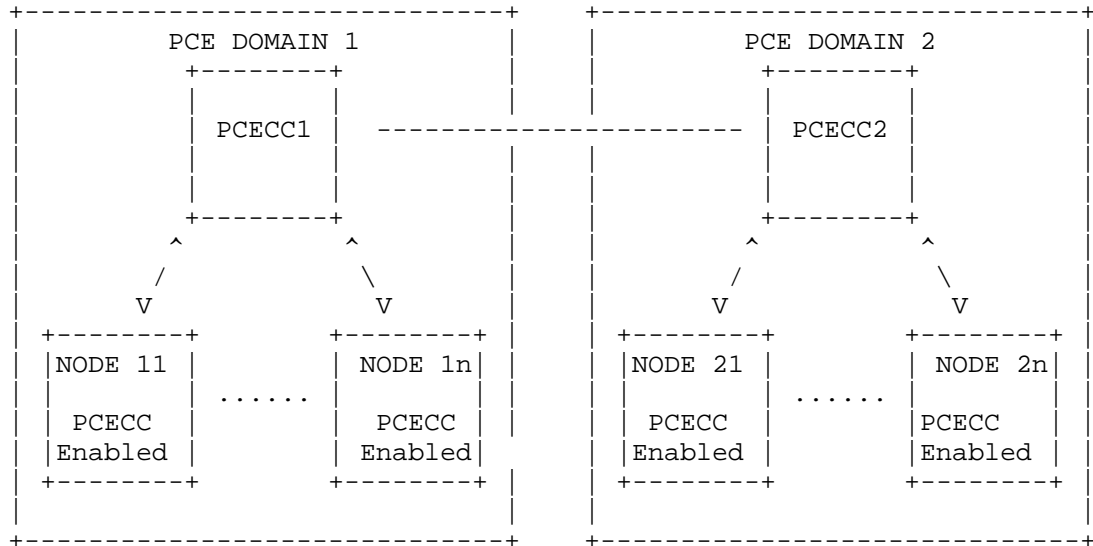 PCE DOMAIN 1 PCE DOMAIN 2
PCECC1 PCECC2
V V V V
NODE 11 NODE 1n NODE 21 NODE 2n
...... ......
PCECC PCECC PCECC PCECC
Enabled Enabled Enabled Enabled